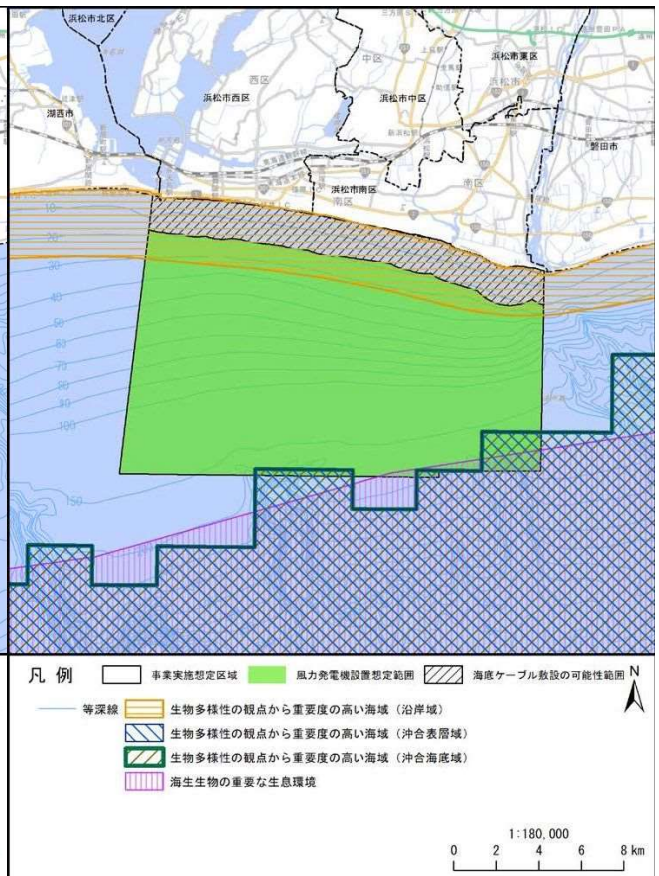 浜松市北区
浜松市東区
中区
西区
浜松市
浜松市西区
浜松市中区
湖西市
新浜松駅
磐田市
浜松市南区
南区
南区
10
20
30
40
50
60
70
80
90
100
150
凡 例
事業実施想定区域
風力発電機設置想定範囲
海底ケーブル敷設の可能性範囲
N
等深線
生物多様性の観点から重要度の高い海域（沿岸域）
生物多様性の観点から重要度の高い海域（沖合表層域）
生物多様性の観点から重要度の高い海域（沖合海底域）
海生生物の重要な生息環境
1:180,000
0 2 4 6 8 km